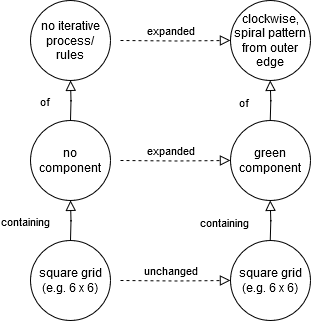 no iterative
process/
rules
expanded
clockwise,
spiral pattern
from outer
edge
of
of
no
component
expanded
green
component
containing
containing
square grid
(e.g. 6 x 6)
unchanged
square grid
(e.g. 6 x 6)